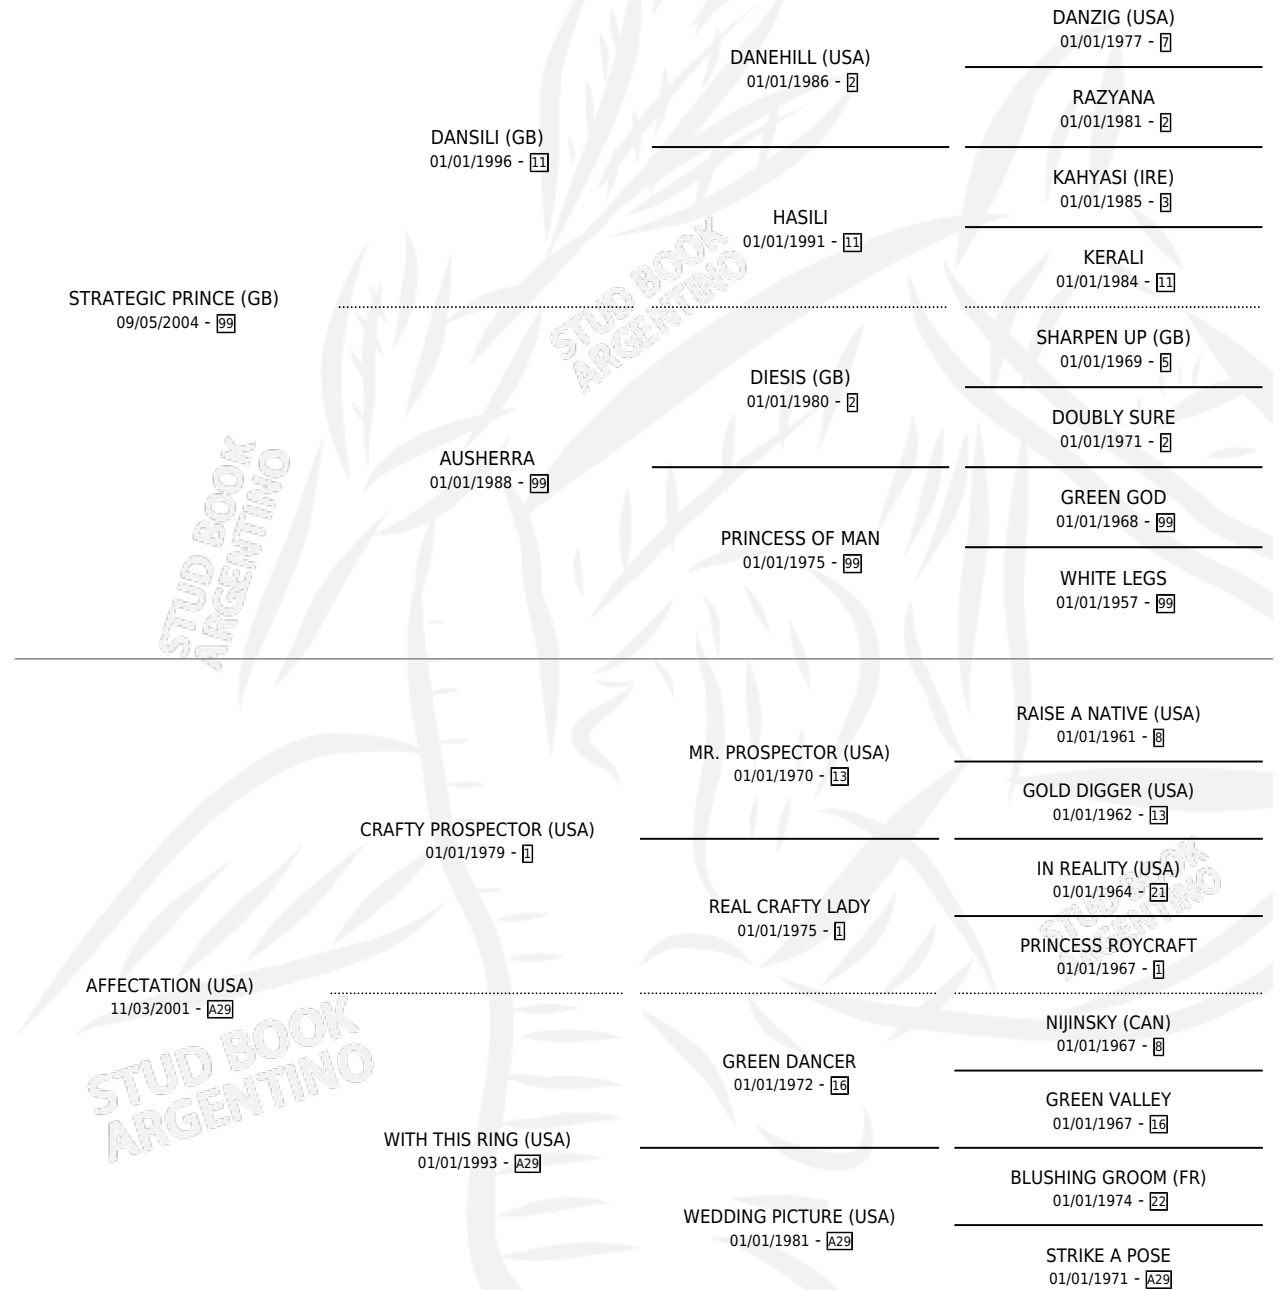 DANZIG (USA)
01/01/1977 - 7
DANEHILL (USA)
01/01/1986 - 2
RAZYANA
01/01/1981 - 2
DANSILI (GB)
01/01/1996 - 11
KAHYASI (IRE)
01/01/1985 - 3
HASILI
01/01/1991 - 11
KERALI
01/01/1984 - 11
STRATEGIC PRINCE (GB)
09/05/2004 - 99
SHARPEN UP (GB)
01/01/1969 - 5
DIESIS (GB)
01/01/1980 - 2
DOUBLY SURE
01/01/1971 - 2
AUSHERRA
01/01/1988 - 99
GREEN GOD
01/01/1968 - 99
PRINCESS OF MAN
01/01/1975 - 99
WHITE LEGS
01/01/1957 - 99
STUD BOOK
ARGENTINO
STUD BOOK
ARGENTINO
RAISE A NATIVE (USA)
01/01/1961 - 8
MR. PROSPECTOR (USA)
01/01/1970 - 13
GOLD DIGGER (USA)
01/01/1962 - 13
CRAFTY PROSPECTOR (USA)
01/01/1979 - 1
IN REALITY (USA)
01/01/1964 - 21
REAL CRAFTY LADY
01/01/1975 - 1
PRINCESS ROYCRAFT
01/01/1967 - 1
AFFECTATION (USA)
11/03/2001 - A29
NIJINSKY (CAN)
01/01/1967 - 8
GREEN DANCER
01/01/1972 - 16
GREEN VALLEY
01/01/1967 - 16
WITH THIS RING (USA)
01/01/1993 - A29
BLUSHING GROOM (FR)
01/01/1974 - 22
WEDDING PICTURE (USA)
01/01/1981 - A29
STRIKE A POSE
01/01/1971 - A29
STUD BOOK
ARGENTINO
STUD BOOK
ARGENTINO